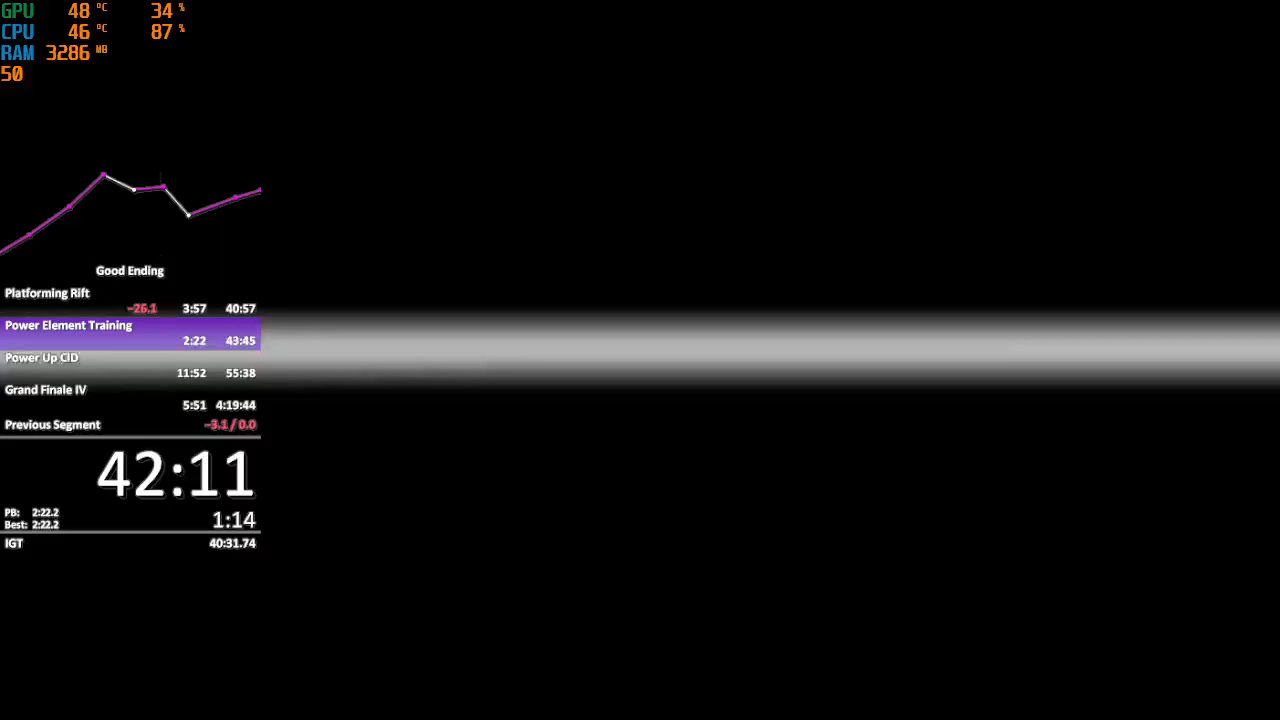 GPU 48 °C 34 %
CPU 46 °C 87 %
RAM 3286 MB
50
Good Ending
Platforming Rift
−26.1 3:57 40:57
Power Element Training
2:22 43:45
Power Up CID
11:52 55:38
Grand Finale IV
5:51 4:19:44
Previous Segment −3.1 / 0.0
42:11
PB: 2:22.2
Best: 2:22.2 1:14
IGT 40:31.74